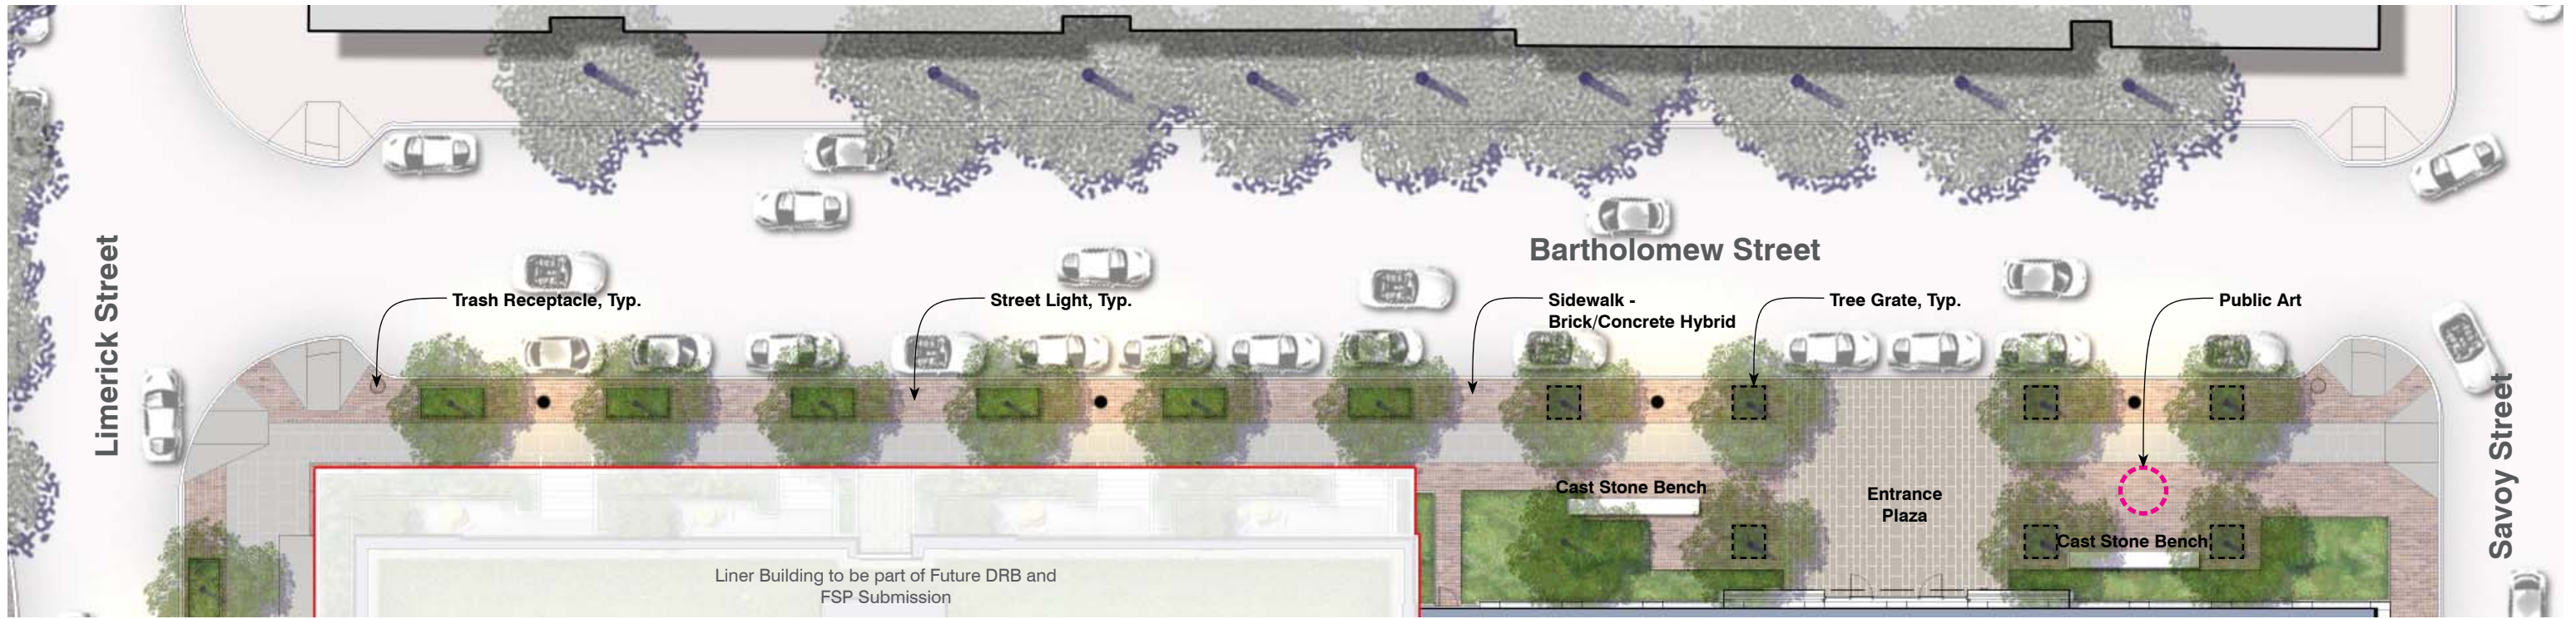 Bartholomew Street
Limerick Street
Trash Receptacle, Typ.
Street Light, Typ.
Sidewalk -
Brick/Concrete Hybrid
Tree Grate, Typ.
Public Art
Savoy Street
Cast Stone Bench
Entrance
Plaza
Cast Stone Bench
Liner Building to be part of Future DRB and
FSP Submission